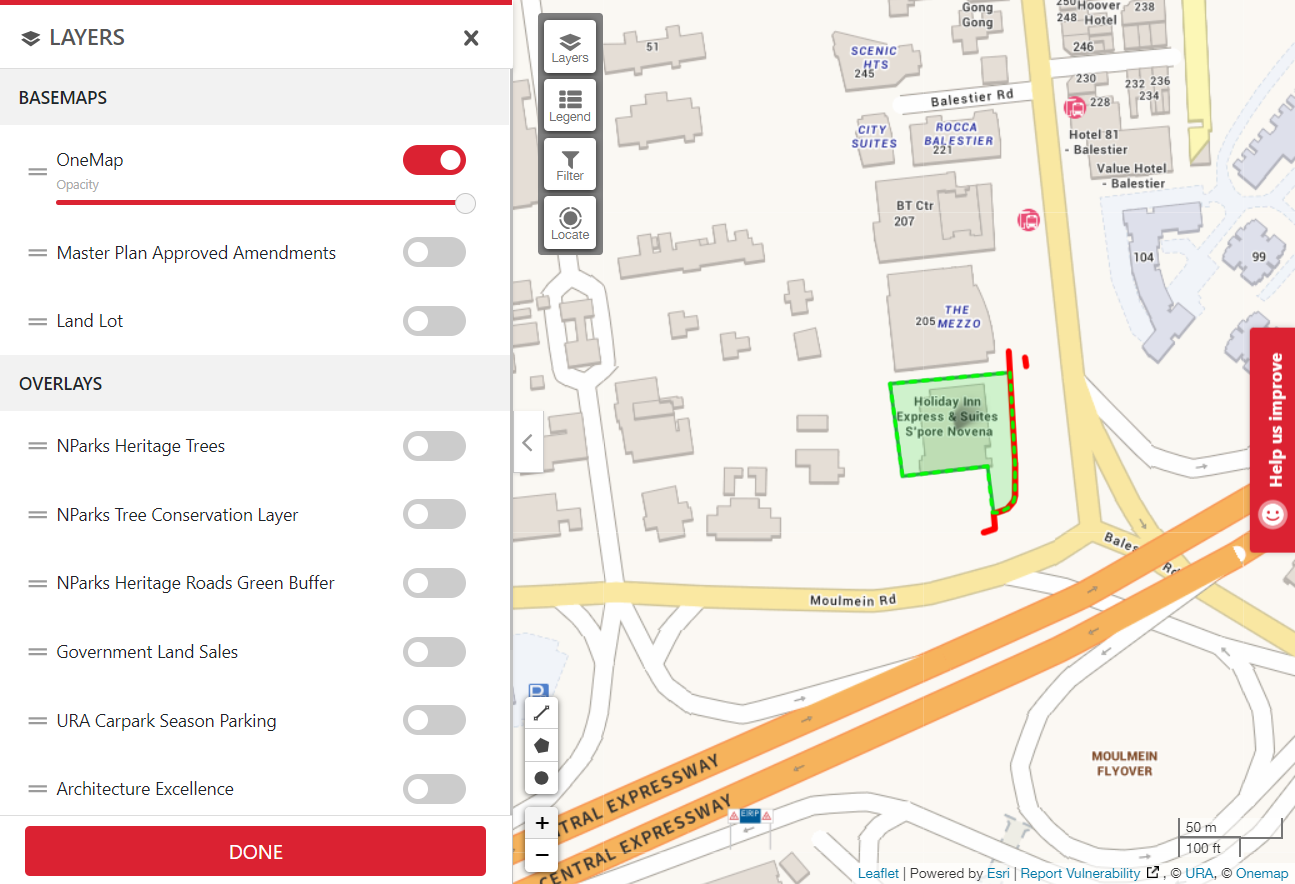 LAYERS
BASEMAPS
OneMap
Opacity
Master Plan Approved Amendments
Land Lot
OVERLAYS
NParks Heritage Trees
NParks Tree Conservation Layer
NParks Heritage Roads Green Buffer
Government Land Sales
URA Carpark Season Parking
Architecture Excellence
DONE
Layers
Legend
Filter
Locate
51
Gong
Gong
250
Hoover
Hotel
248
238
246
SCENIC
HTS
245
230
232
236
234
228
Balestier Rd
CITY
SUITES
ROCCA
BALESTIER
221
Hotel 81
- Balestier
Value Hotel
- Balestier
BT Ctr
207
104
99
THE
MEZZO
205
Holiday Inn
Express & Suites
S'pore Novena
Help us improve
Balestier Rd
Moulmein Rd
P
MOULMEIN
FLYOVER
CENTRAL EXPRESSWAY
CENTRAL EXPRESSWAY
ERP
+
−
50 m
100 ft
Leaflet | Powered by Esri | Report Vulnerability , © URA, © Onemap